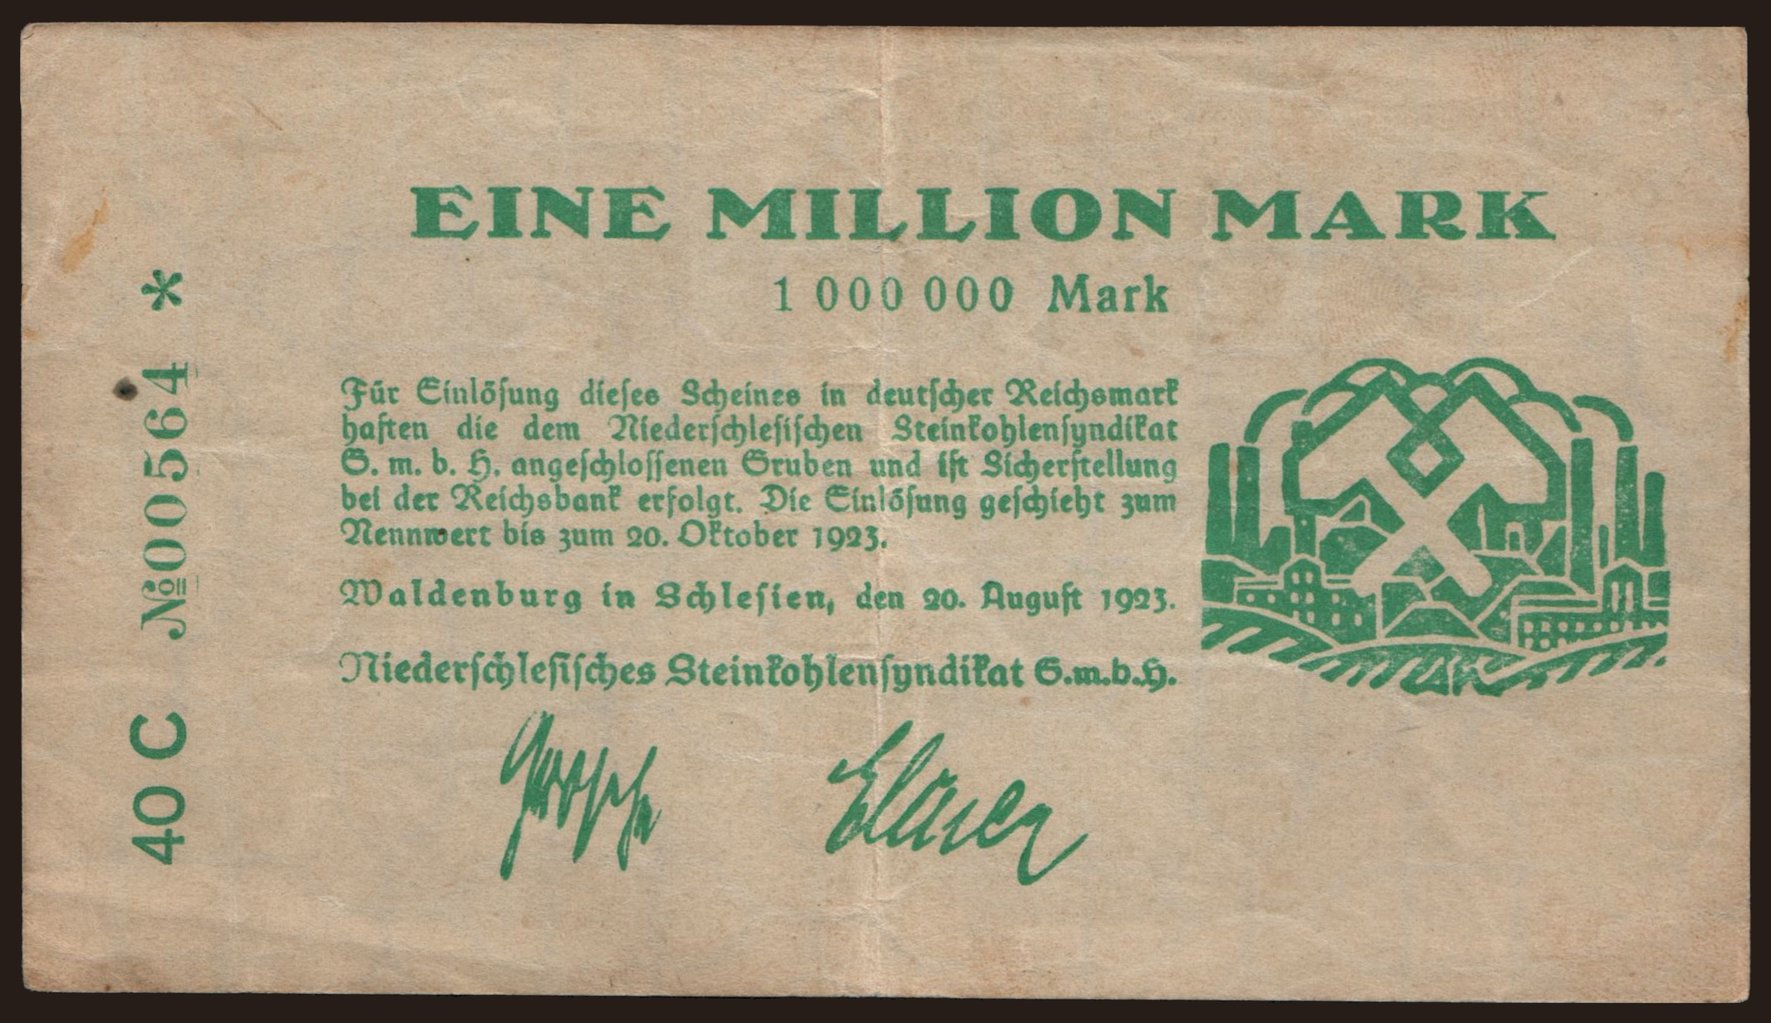 EINE MILLION MARK
1 000 000 Mark
Für Einlösung dieses Scheines in deutscher Reichsmark
haften die dem Niederschlesischen Steinkohlensyndikat
G. m. b. H. angeschlossenen Gruben und ist Sicherstellung
bei der Reichsbank erfolgt. Die Einlösung geschieht zum
Nennwert bis zum 20. Oktober 1923.
Waldenburg in Schlesien, den 20. August 1923.
Niederschlesisches Steinkohlensyndikat G.m.b.H.
40 C №00564 *